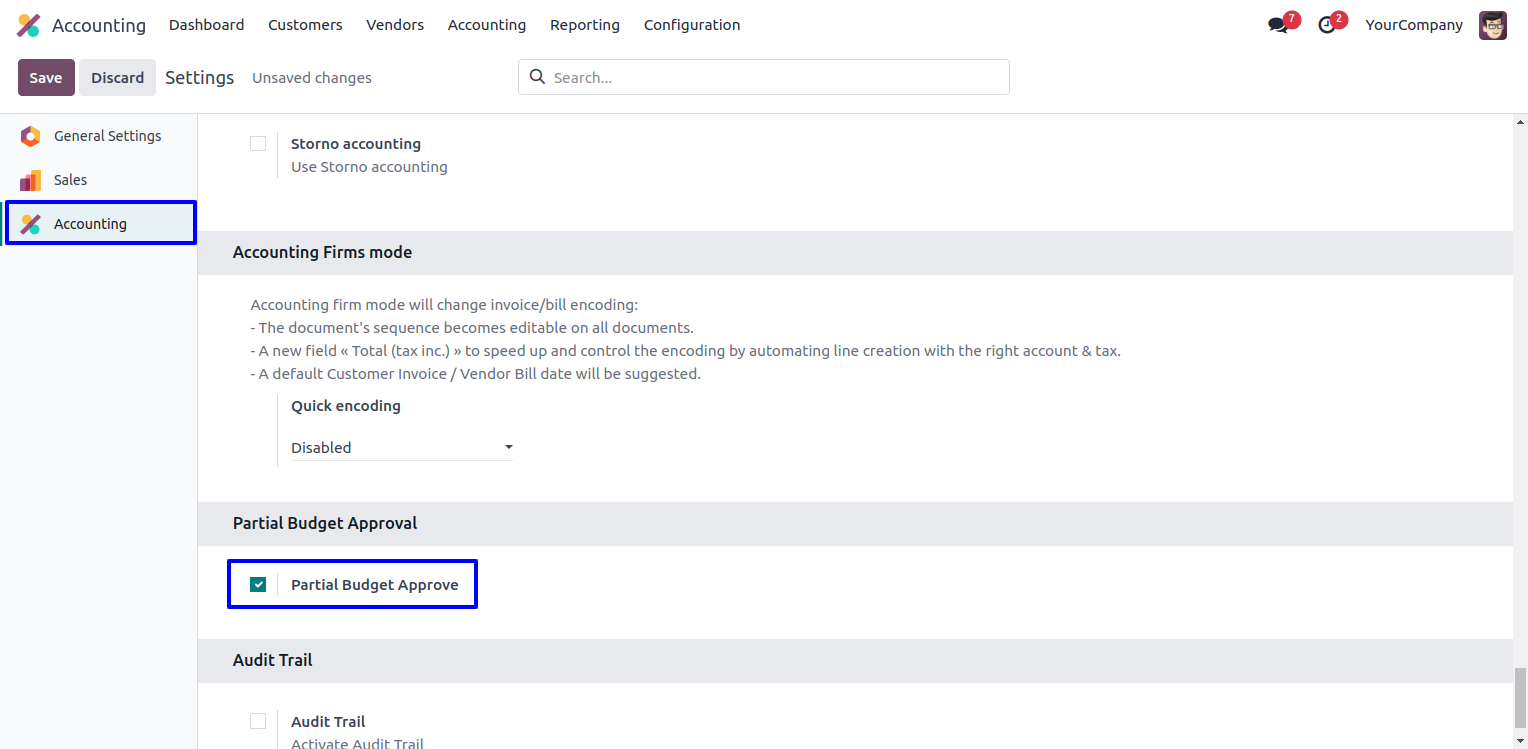 Accounting Dashboard Customers Vendors Accounting Reporting Configuration 7 2 YourCompany
Save Discard Settings Unsaved changes Search...
General Settings
Sales
Accounting
Storno accounting
Use Storno accounting
Accounting Firms mode
Accounting firm mode will change invoice/bill encoding:
- The document's sequence becomes editable on all documents.
- A new field « Total (tax inc.) » to speed up and control the encoding by automating line creation with the right account & tax.
- A default Customer Invoice / Vendor Bill date will be suggested.
Quick encoding
Disabled
Partial Budget Approval
Partial Budget Approve
Audit Trail
Audit Trail
Activate Audit Trail